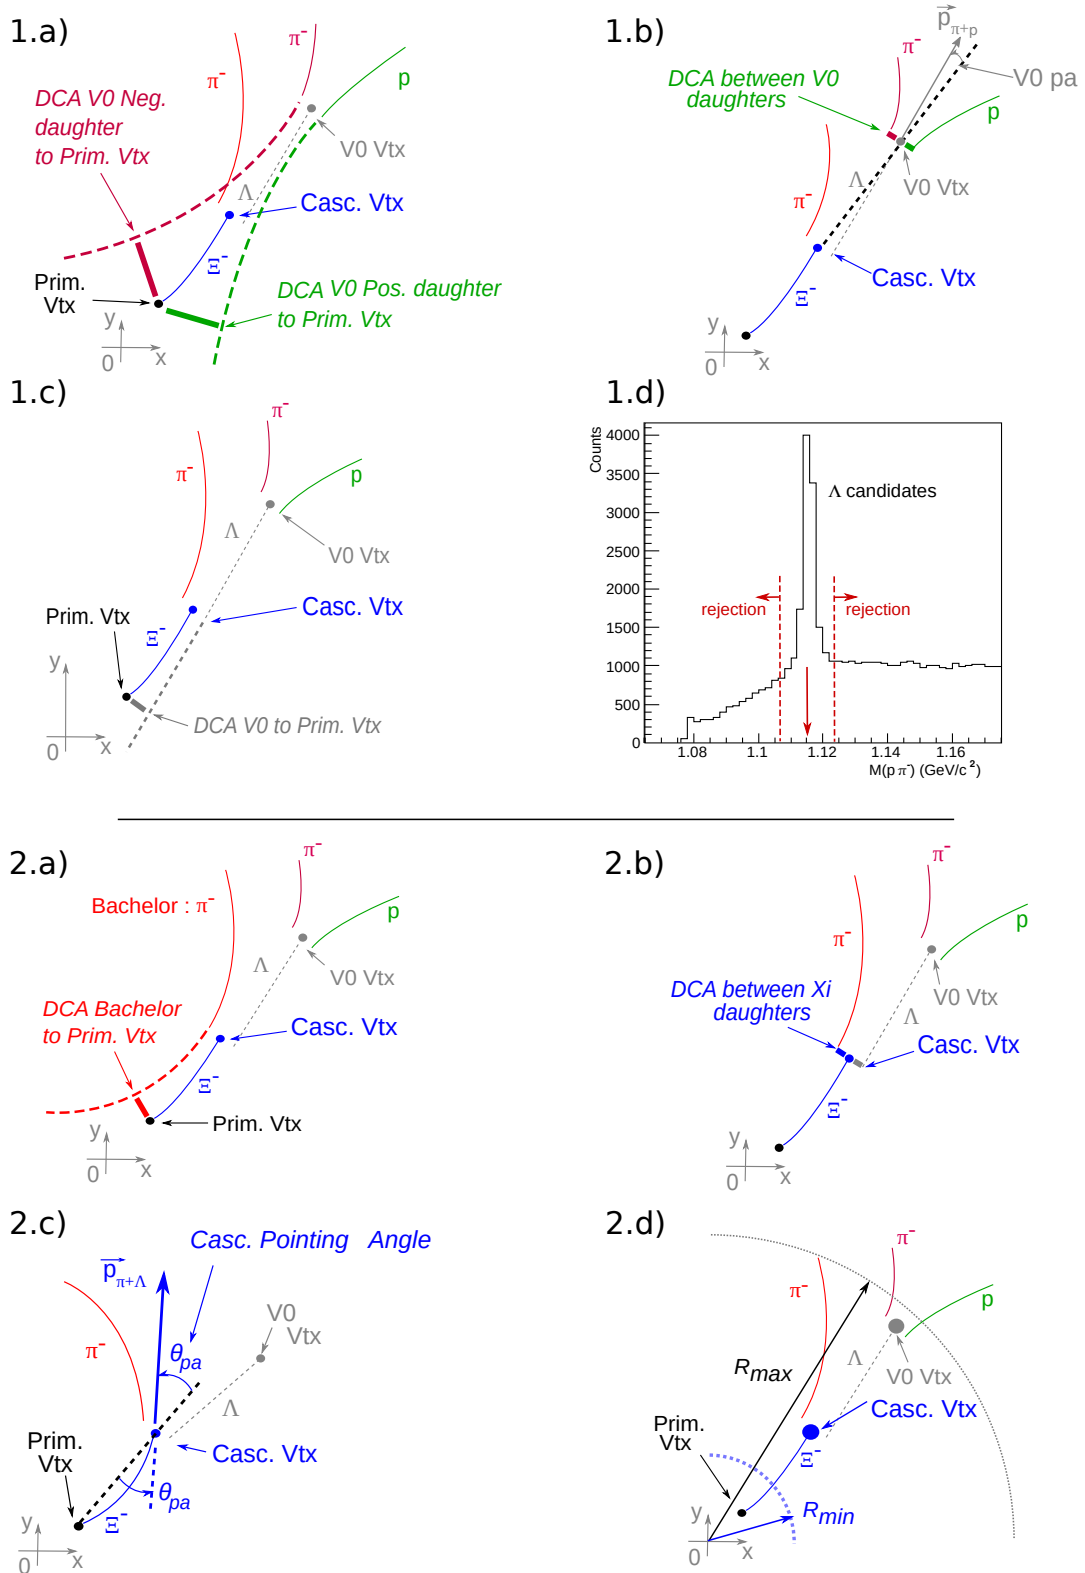 1.a)
π-
π-
p
DCA V0 Neg.
daughter
to Prim. Vtx
V0 Vtx
Λ
Casc. Vtx
Ξ-
Prim.
Vtx
DCA V0 Pos. daughter
to Prim. Vtx
y
0
x
1.b)
p π+p
π-
V0 pa
DCA between V0
daughters
p
V0 Vtx
Λ
π-
Casc. Vtx
Ξ-
y
0
x
1.c)
π-
π-
p
Λ
V0 Vtx
Prim. Vtx
Casc. Vtx
Ξ-
y
DCA V0 to Prim. Vtx
0
x
1.d)
Counts
4000
3500
3000
2500
2000
1500
1000
500
0
Λ candidates
rejection
rejection
1.08
1.1
1.12
1.14
1.16
M(p π-) (GeV/c2)
2.a)
π-
Bachelor : π-
p
Λ
V0 Vtx
DCA Bachelor
to Prim. Vtx
Casc. Vtx
Ξ-
Prim. Vtx
y
0
x
2.b)
π-
π-
p
DCA between Xi
daughters
V0 Vtx
Λ
Casc. Vtx
Ξ-
y
0
x
2.c)
Casc. Pointing Angle
p π+Λ
V0
Vtx
π-
θpa
Λ
Prim.
Vtx
Casc. Vtx
θpa
Ξ-
y
0
x
2.d)
π-
π-
p
Rmax
Λ
V0 Vtx
Casc. Vtx
Prim.
Vtx
Ξ-
y
Rmin
0
x